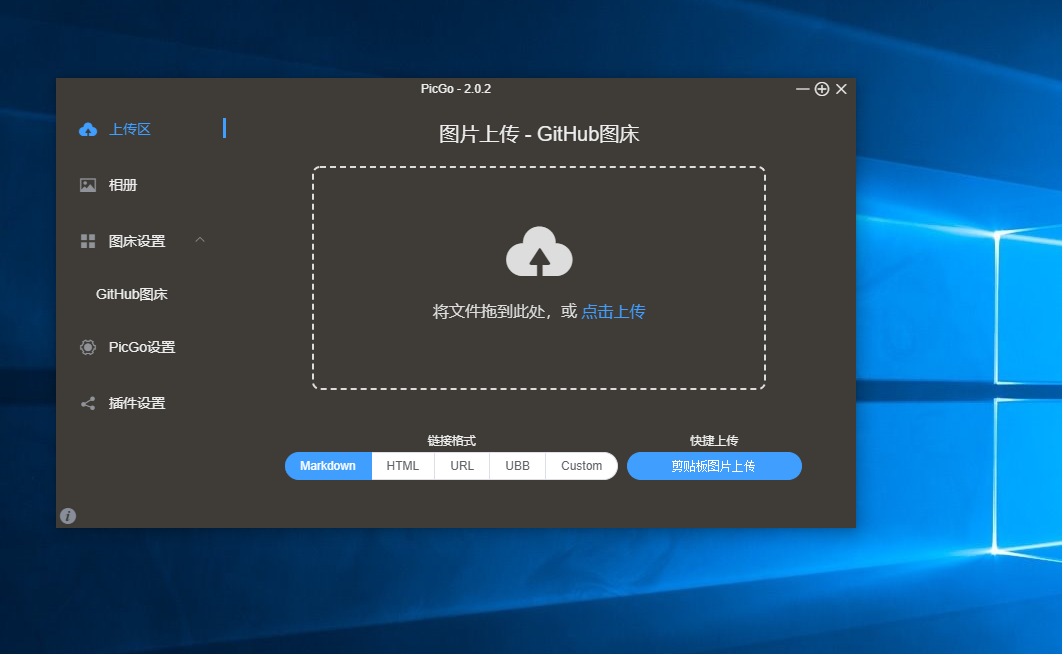 PicGo - 2.0.2
上传区
相册
图床设置
GitHub图床
PicGo设置
插件设置
图片上传 - GitHub图床
将文件拖到此处，或 点击上传
链接格式
Markdown HTML URL UBB Custom
快捷上传
剪贴板图片上传
i